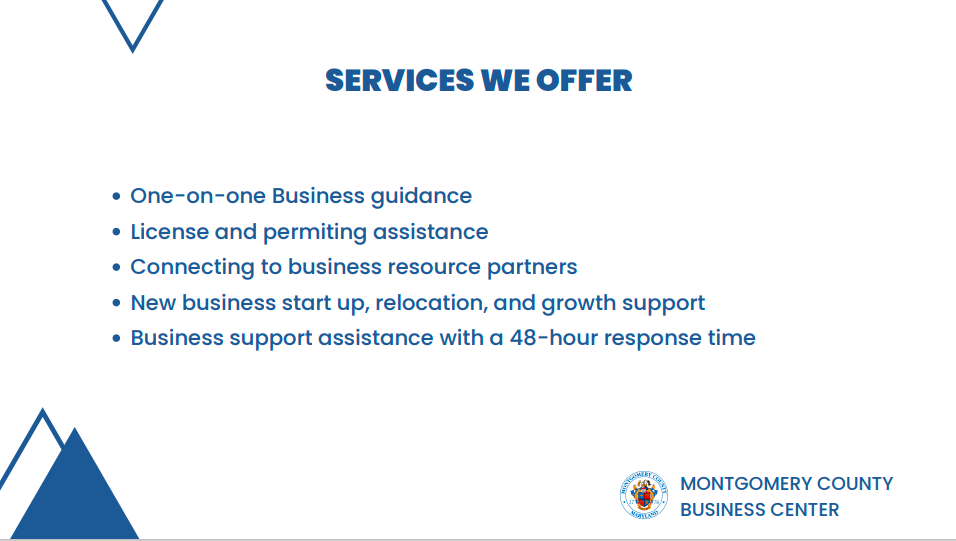 SERVICES WE OFFER
• One-on-one Business guidance
• License and permiting assistance
• Connecting to business resource partners
• New business start up, relocation, and growth support
• Business support assistance with a 48-hour response time
MONTGOMERY COUNTY
MARYLAND
MONTGOMERY COUNTY
BUSINESS CENTER